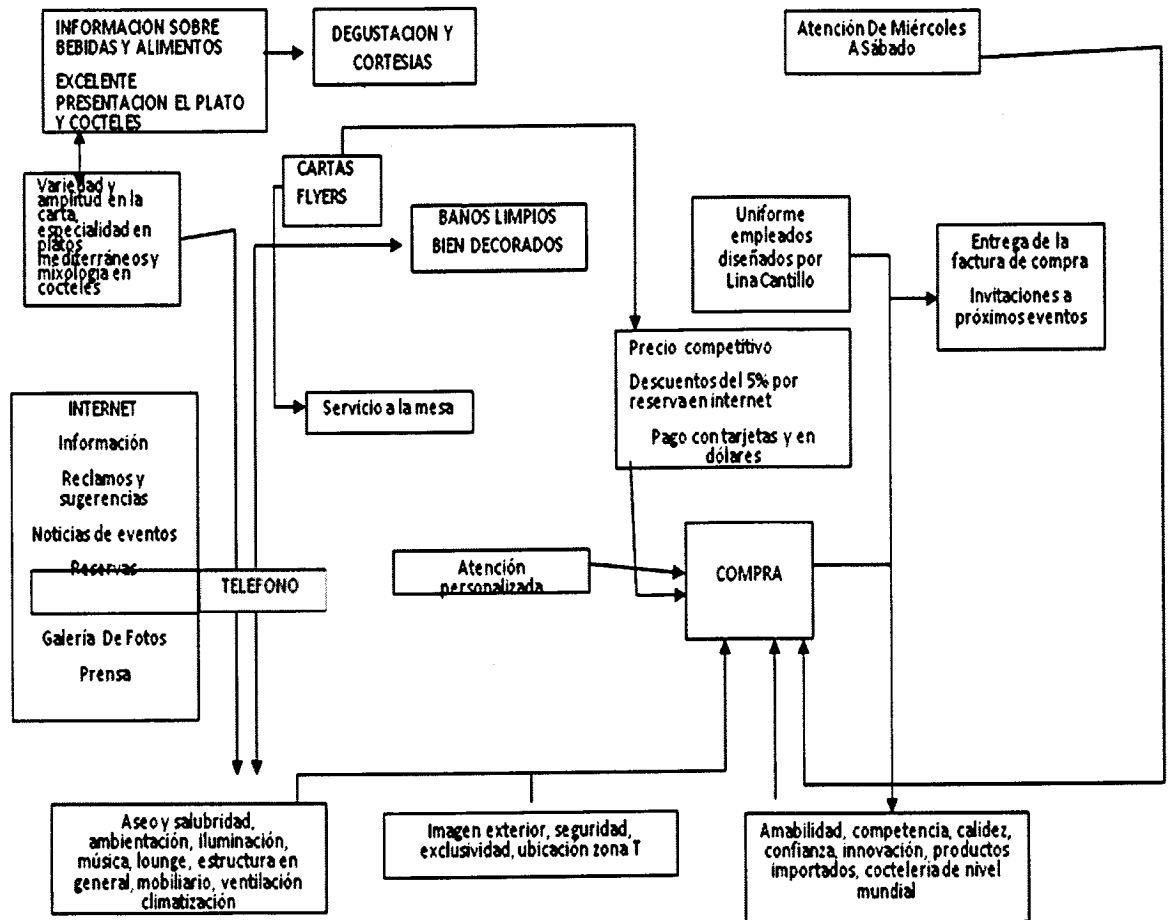 INFORMACION SOBRE
BEBIDAS Y ALIMENTOS
EXCELENTE
PRESENTACION EL PLATO
Y COCTELES
DEGUSTACION Y
CORTESIAS
Atención De Miércoles
A Sábado
Variedad y
amplitud en la
carta,
especialidad en
platos
mediterráneos y
mixología en
cocteles
CARTAS
FLYERS
BAÑOS LIMPIOS
BIEN DECORADOS
Uniforme
empleados
diseñados por
Lina Cantillo
Entrega de la
factura de compra
Invitaciones a
próximos eventos
Precio competitivo
Descuentos del 5% por
reserva en internet
Pago con tarjetas y en
dólares
Servicio a la mesa
INTERNET
Información
Reclamos y
sugerencias
Noticias de eventos
Reservas
TELEFONO
Galería De Fotos
Prensa
Atención
personalizada
COMPRA
Aseo y salubridad,
ambientación, iluminación,
música, lounge, estructura en
general, mobiliario, ventilación
climatización
Imagen exterior, seguridad,
exclusividad, ubicación zona T
Amabilidad, competencia, calidez,
confianza, innovación, productos
importados, coctelería de nivel
mundial